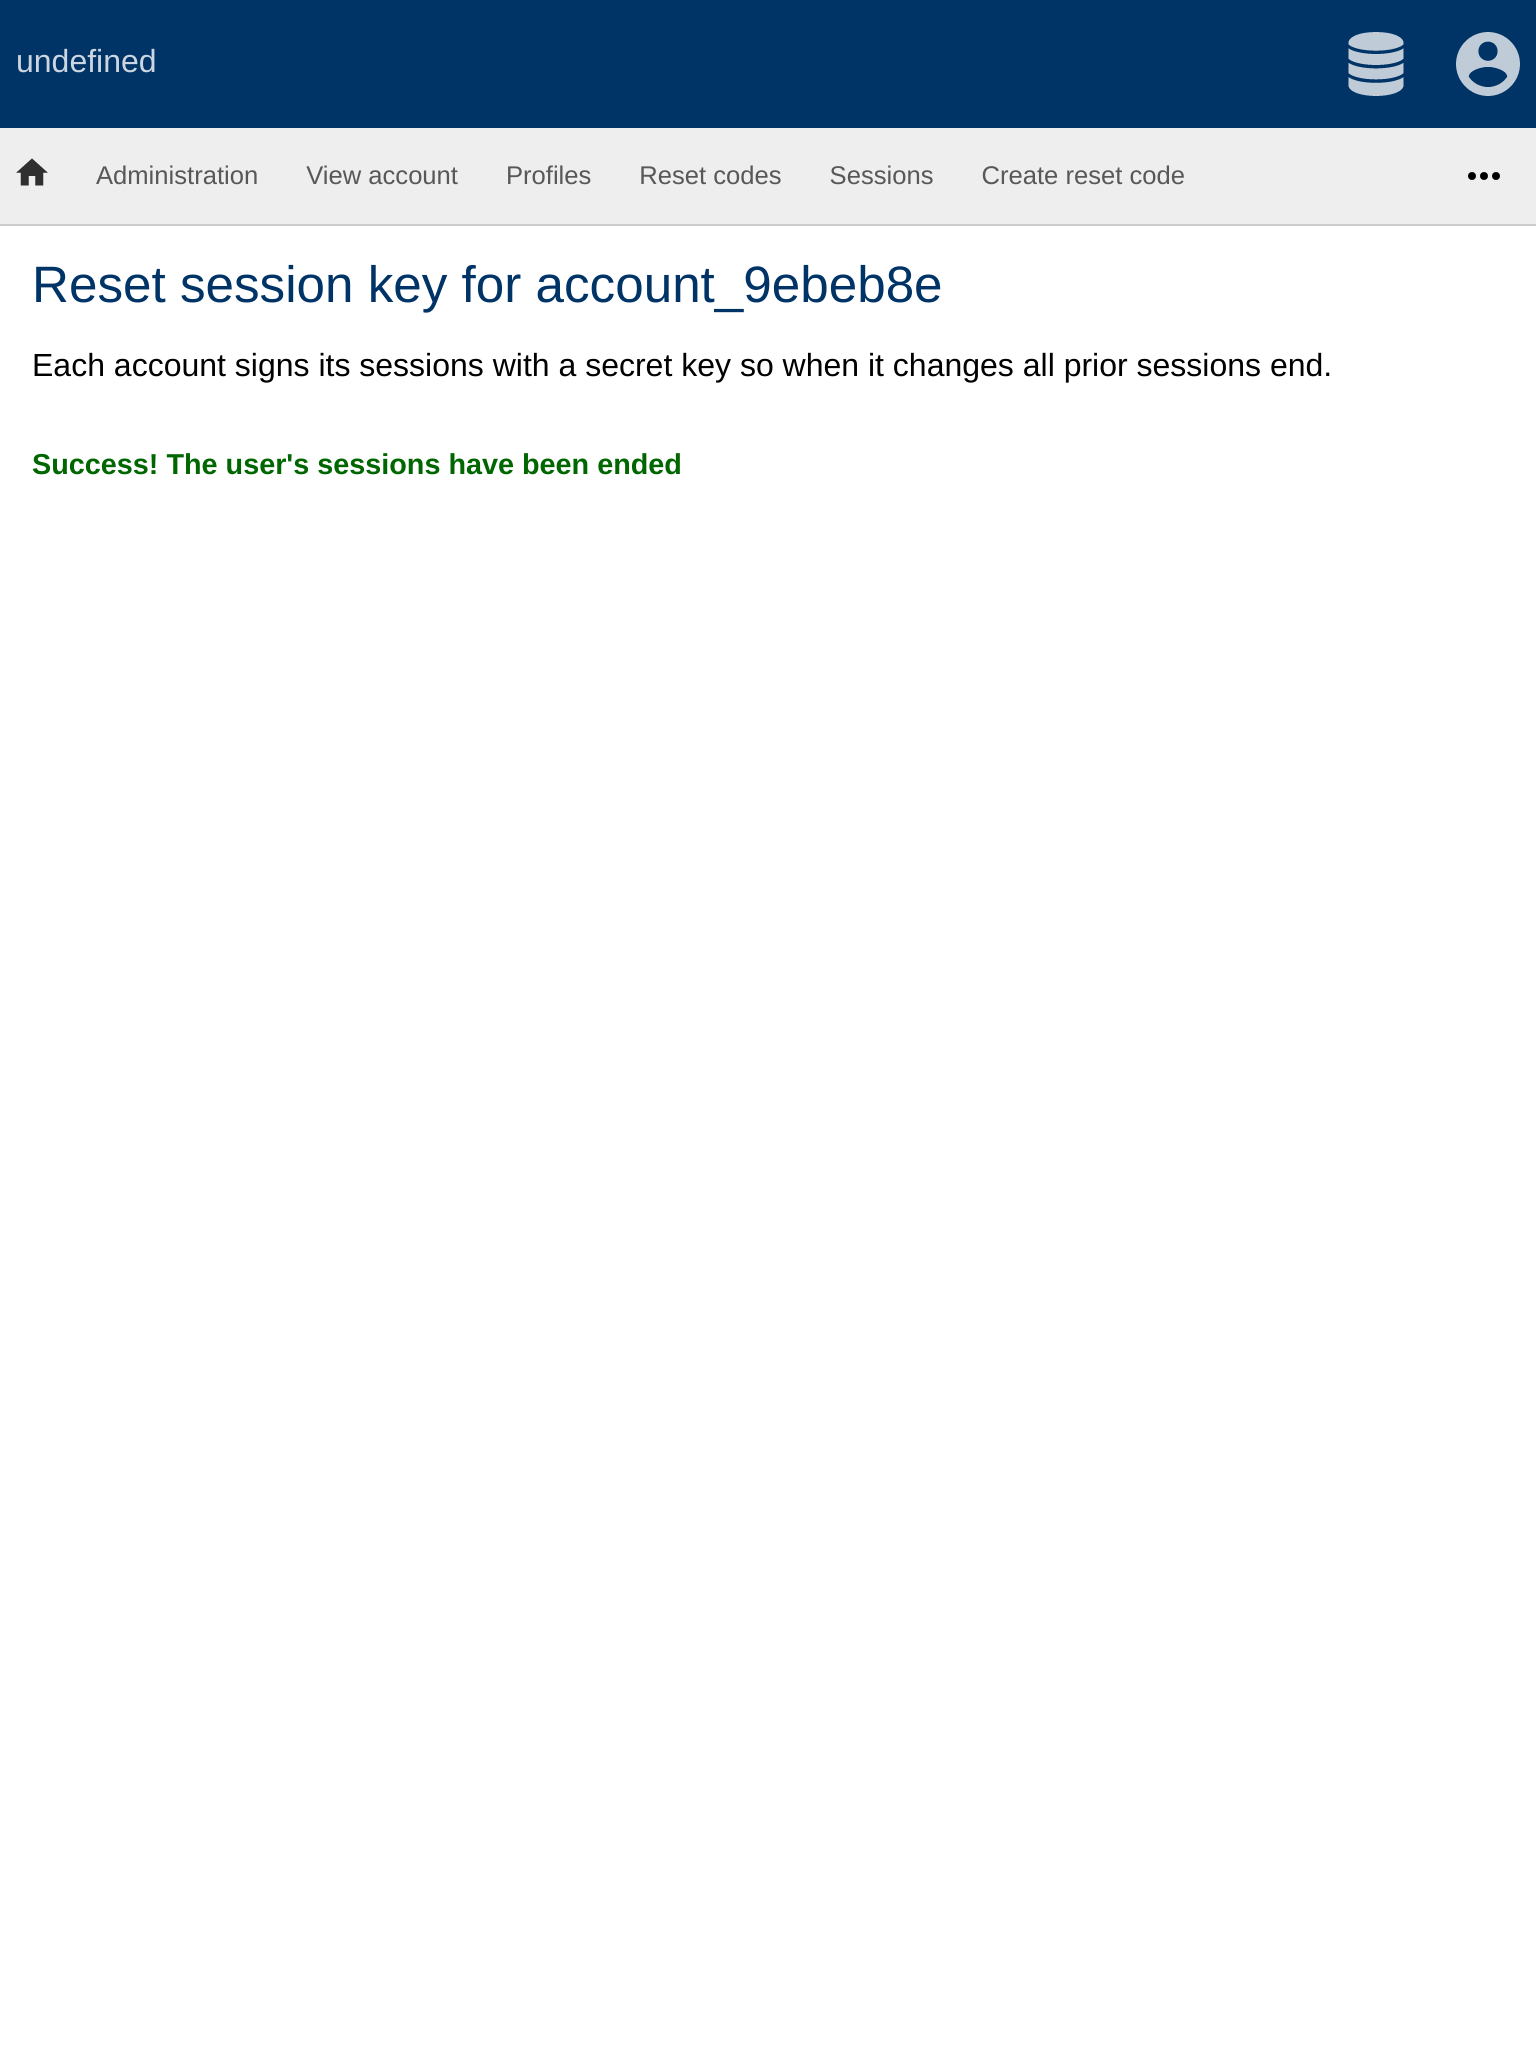 undefined
Administration View account Profiles Reset codes Sessions Create reset code
Reset session key for account_9ebeb8e
Each account signs its sessions with a secret key so when it changes all prior sessions end.
Success! The user's sessions have been ended